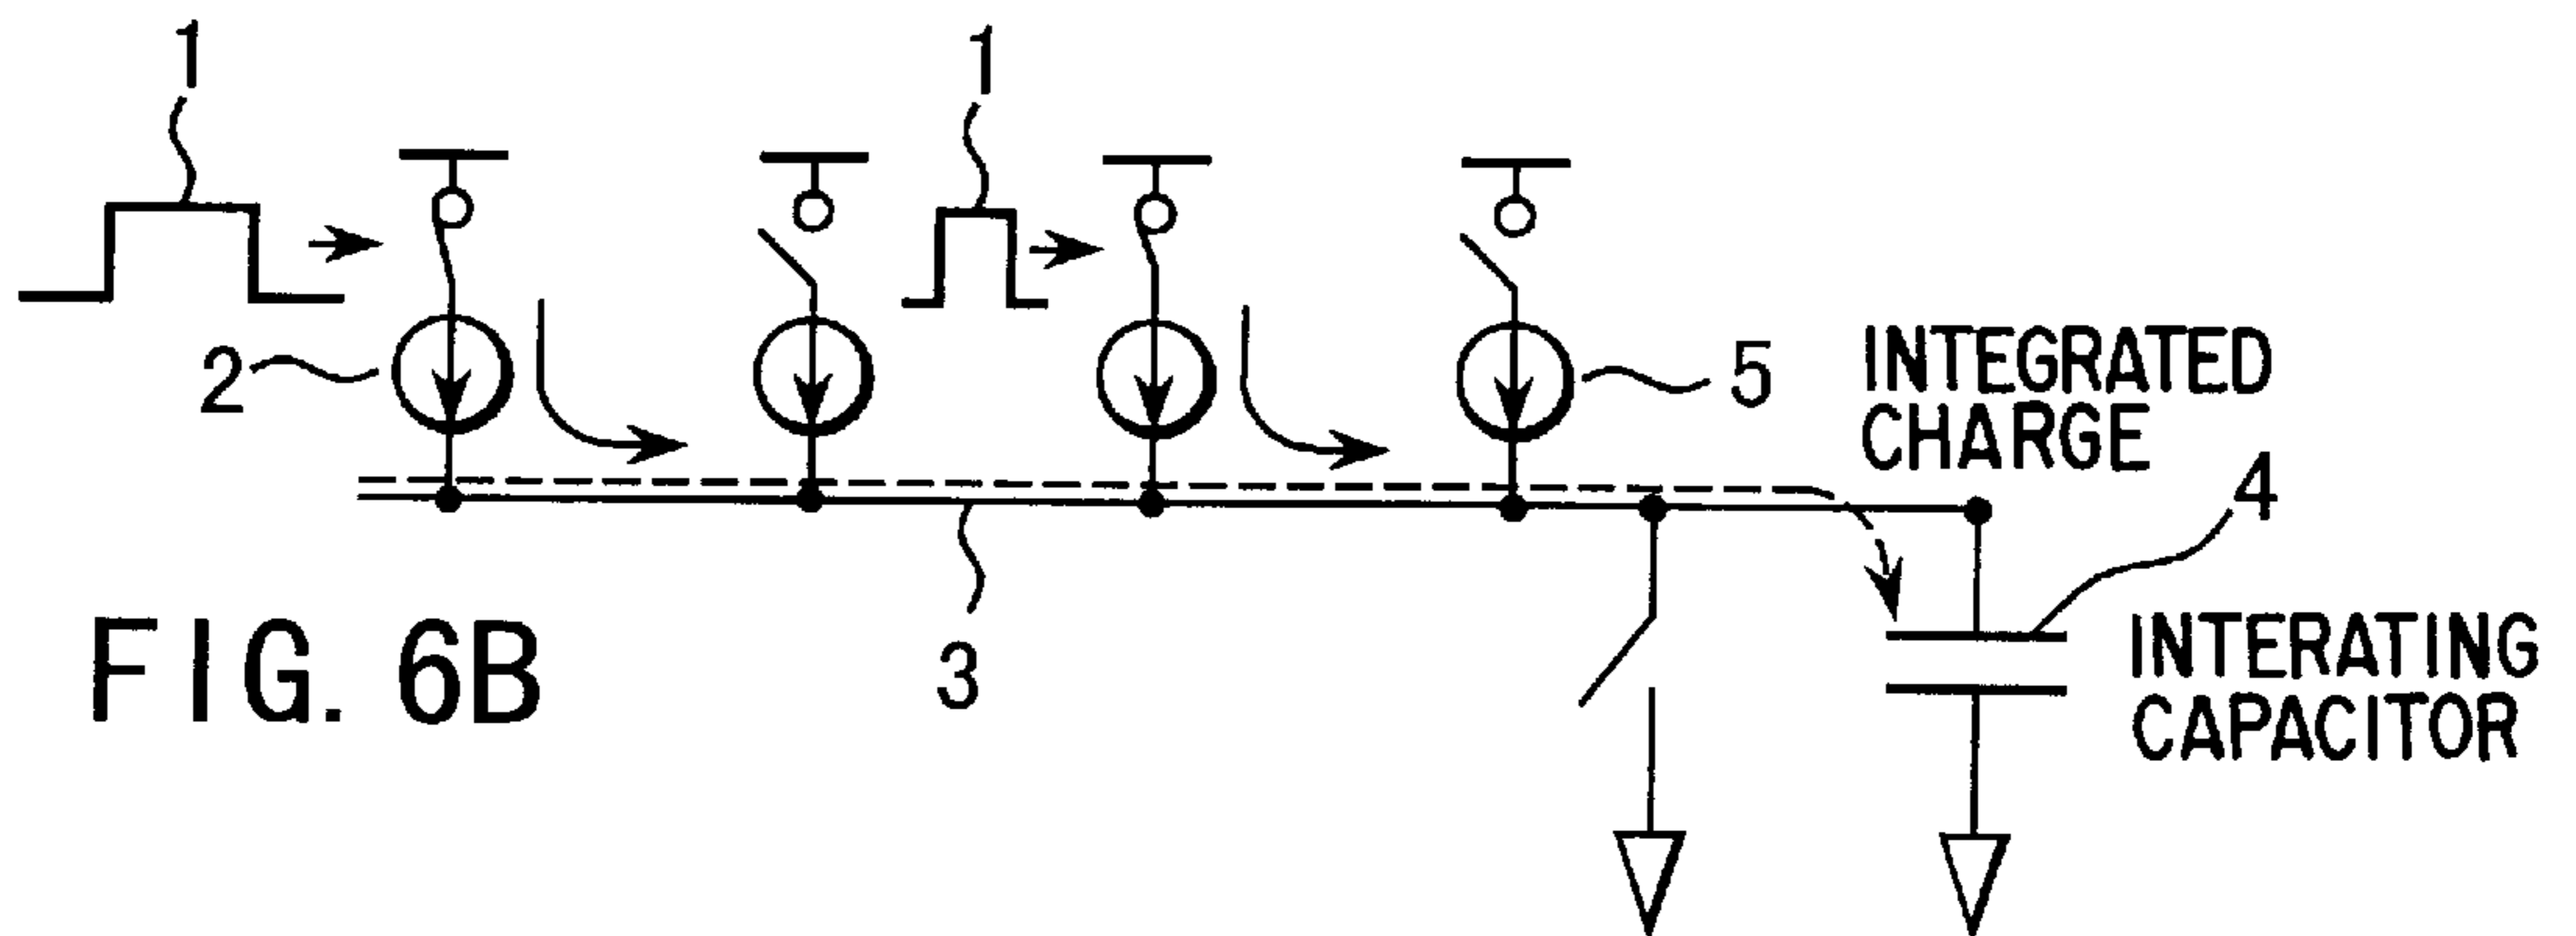 1
1
2
5
INTEGRATED
CHARGE
4
3
INTERATING
CAPACITOR
FIG. 6B